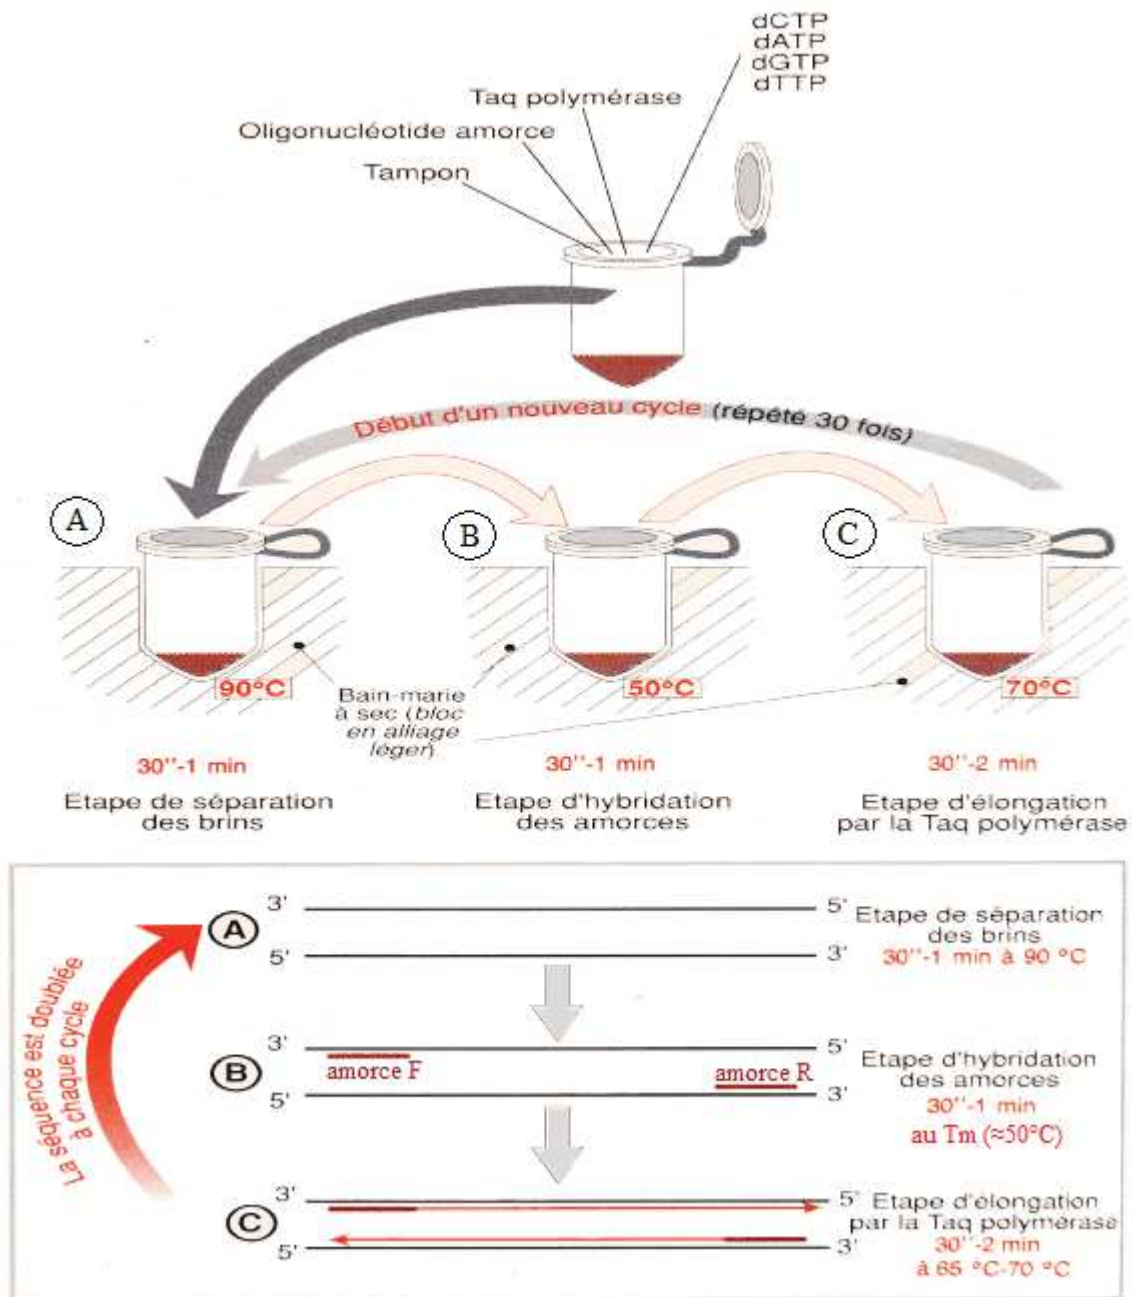 dCTP
dATP
dGTP
dTTP
Taq polymérase
Oligonucléotide amorce
Tampon
Début d'un nouveau cycle (répété 30 fois)
A
B
C
90°C
50°C
70°C
Bain-marie
à sec (bloc
en alliage
léger)
30''-1 min
Etape de séparation
des brins
30''-1 min
Etape d'hybridation
des amorces
30''-2 min
Etape d'élongation
par la Taq polymérase
La séquence est doublée
à chaque cycle
A
3'
5'
5'
3'
Etape de séparation
des brins
30''-1 min à 90 °C
B
3'
5'
amorce F
amorce R
5'
3'
Etape d'hybridation
des amorces
30''-1 min
au Tm (≈50°C)
C
3'
5'
5'
3'
Etape d'élongation
par la Taq polymérase
30''-2 min
à 65 °C-70 °C